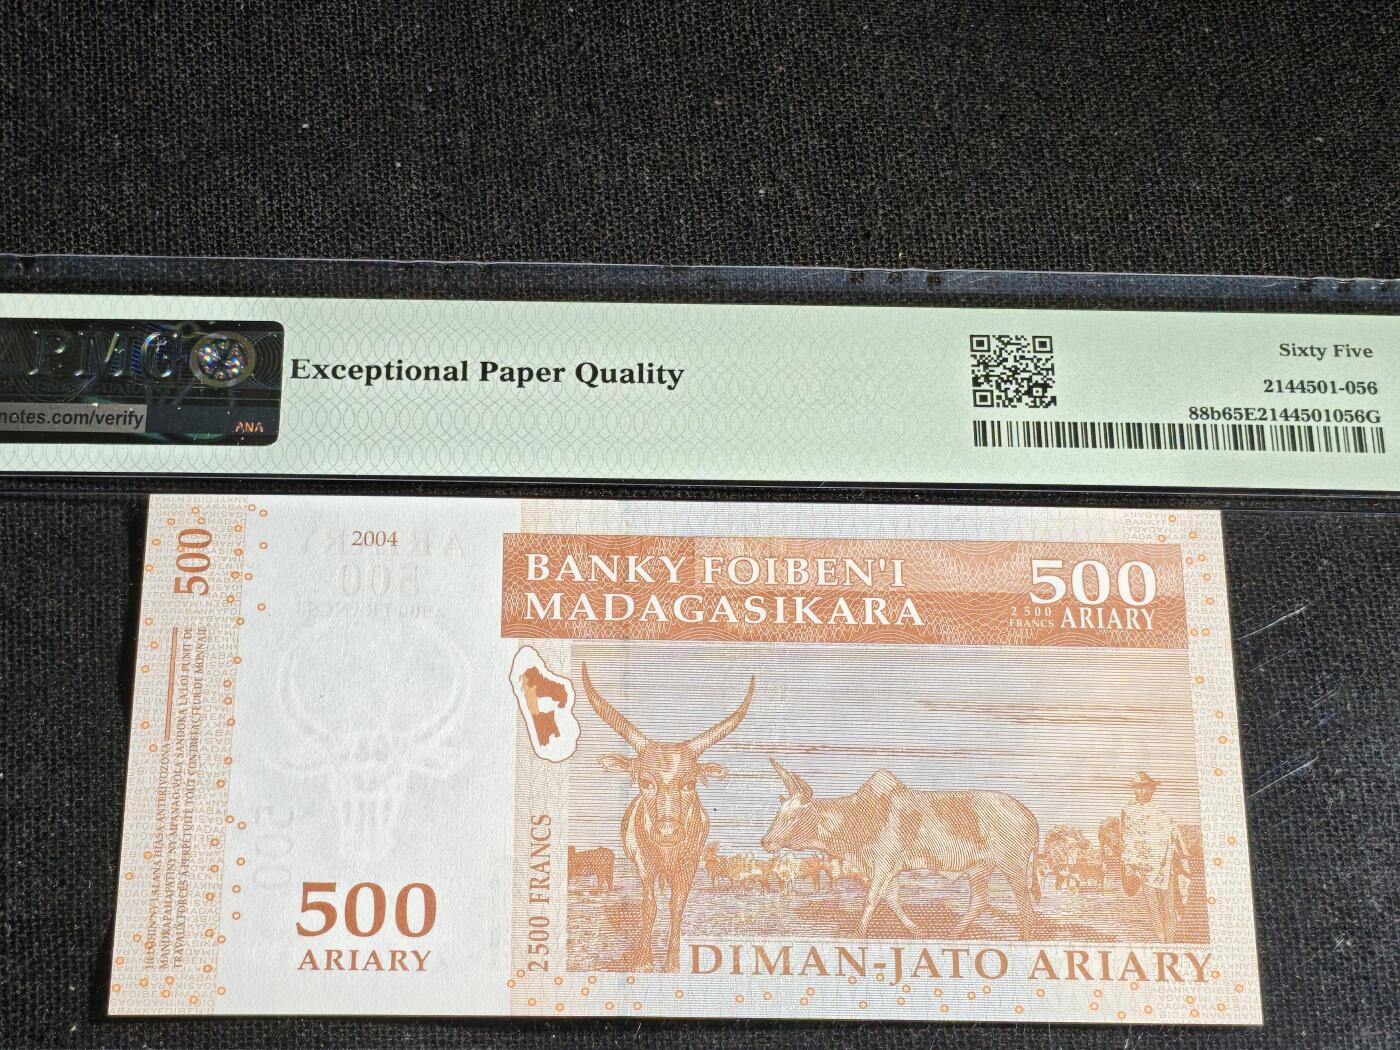 PMG
notes.com/verify
ANA
Exceptional Paper Quality
Sixty Five
2144501-056
88b65E2144501056G
500
2004
BANKY FOIBEN'I
MADAGASIKARA
500
2 500
FRANCS
ARIARY
2 500 FRANCS
500
ARIARY
DIMAN-JATO ARIARY